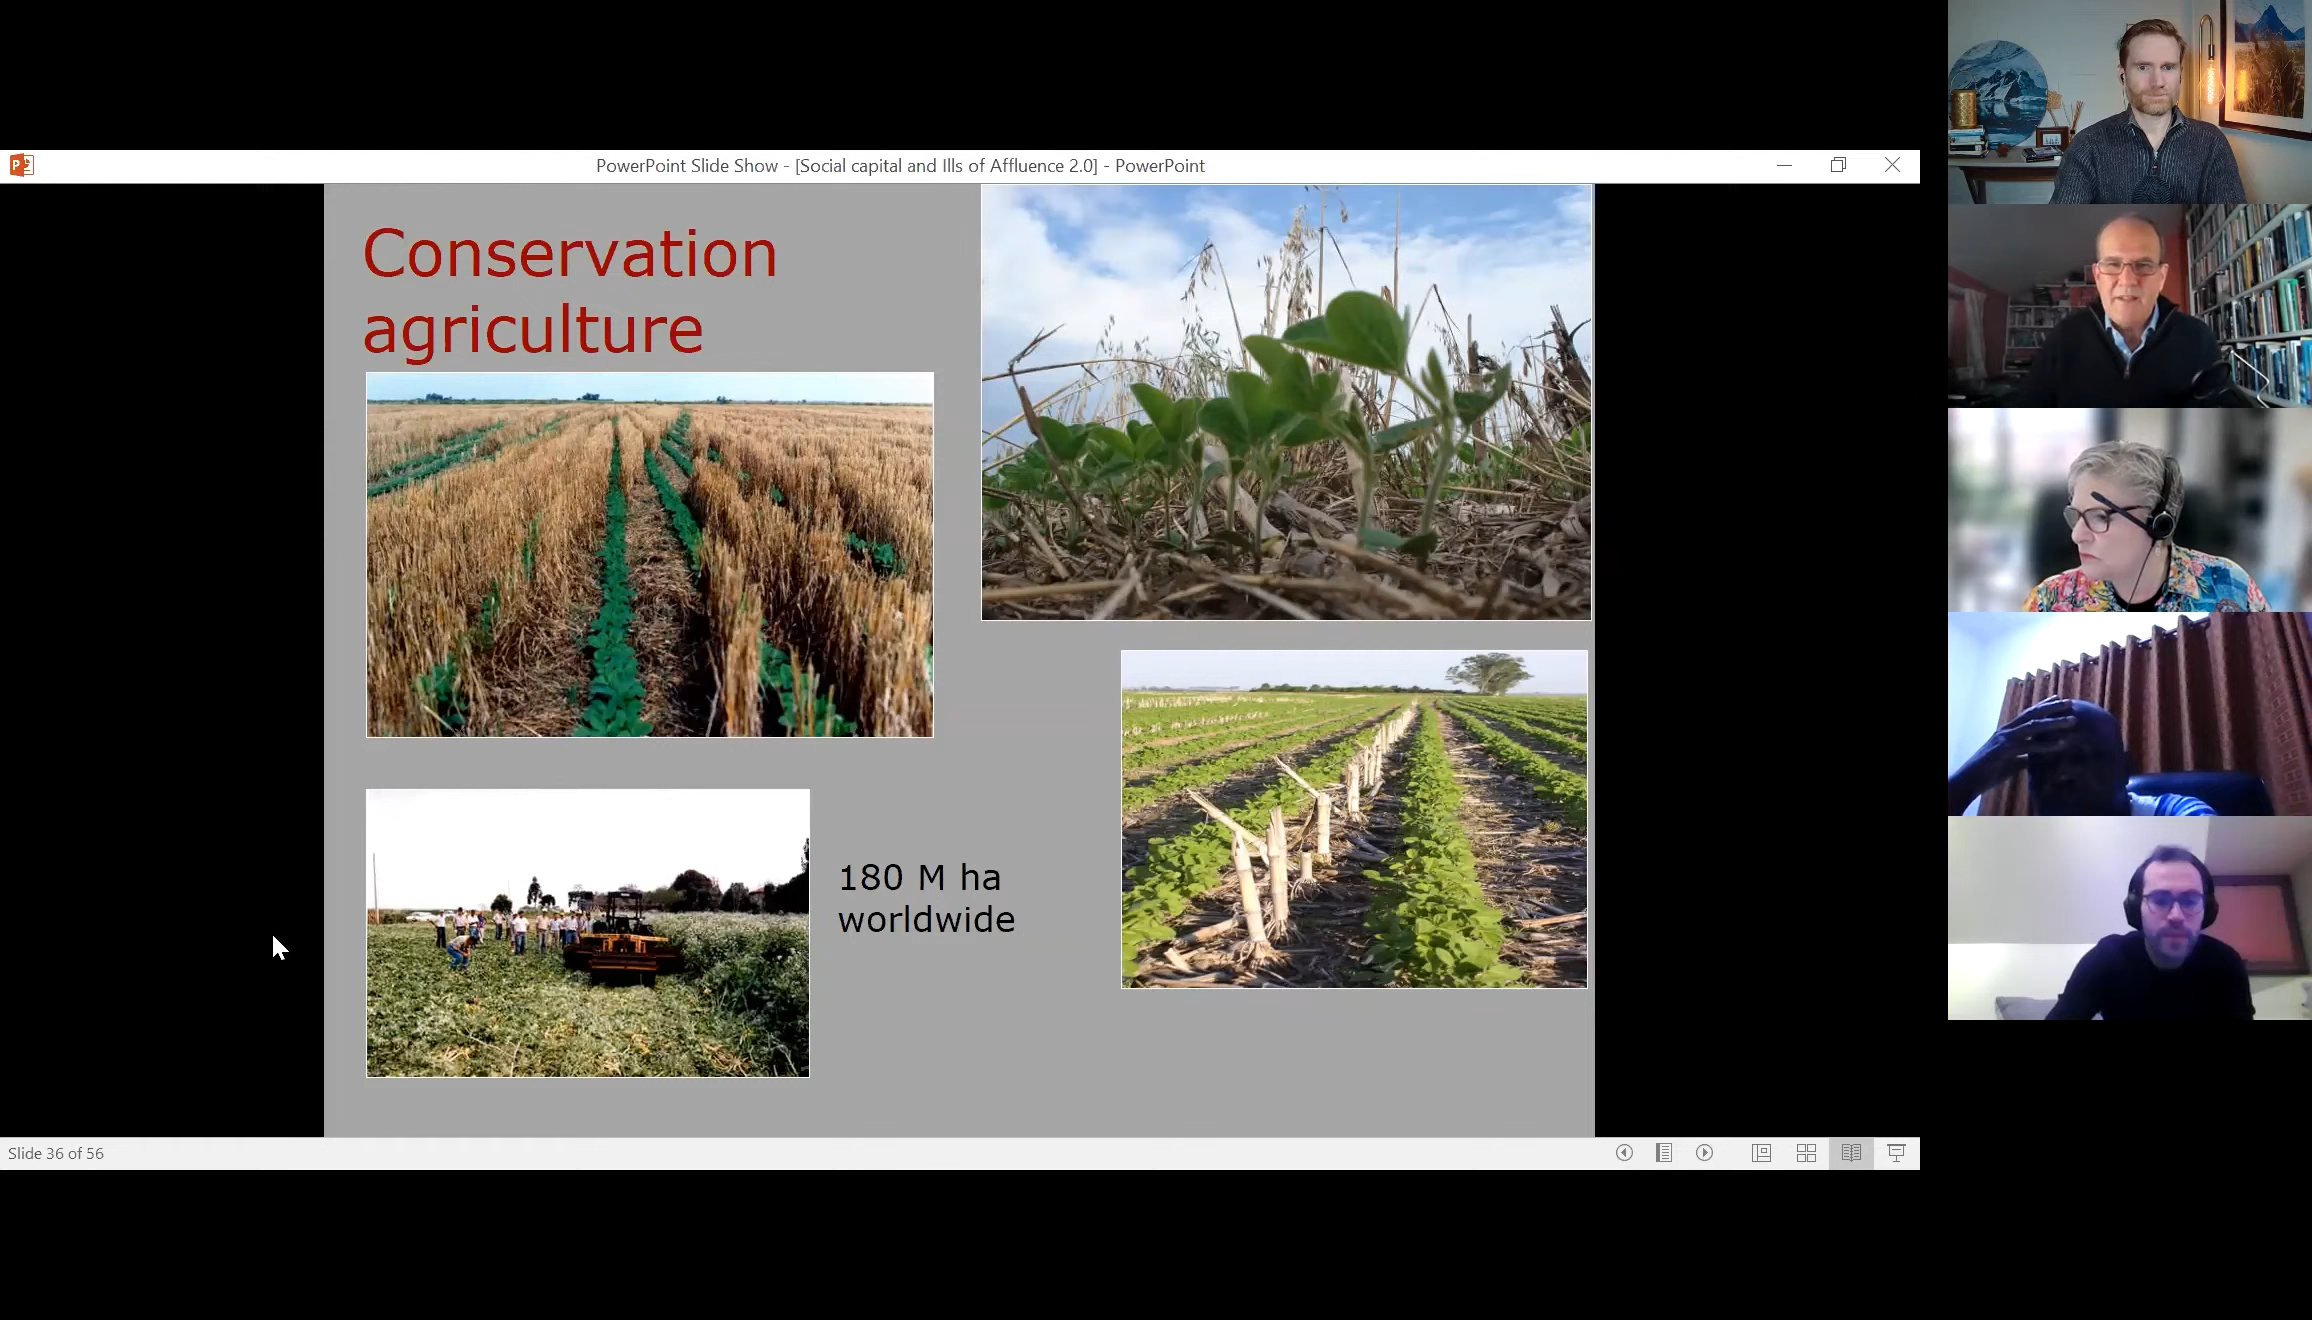 PowerPoint Slide Show - [Social capital and Ills of Affluence 2.0] - PowerPoint
Conservation
agriculture
180 M ha
worldwide
Slide 36 of 56